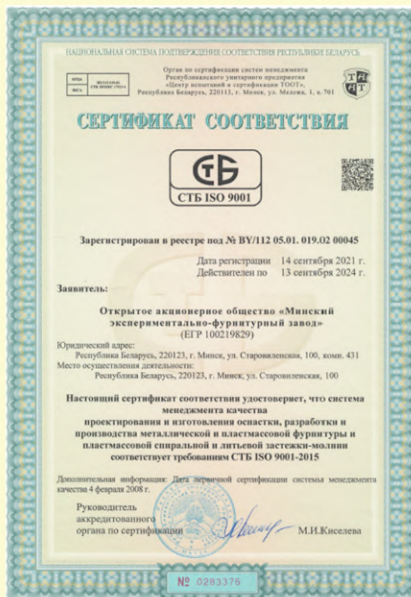 НАЦИОНАЛЬНАЯ СИСТЕМА ПОДТВЕРЖДЕНИЯ СООТВЕТСТВИЯ РЕСПУБЛИКИ БЕЛАРУСЬ
Орган по сертификации систем менеджмента
Республиканского унитарного предприятия
«Центр испытаний и сертификации ТООТ»,
Республика Беларусь, 220113, г. Минск, ул. Мележа, 1, к. 701
СЕРТИФИКАТ СООТВЕТСТВИЯ
СТБ
СТБ ISO 9001
Зарегистрирован в реестре под № BY/112 05.01. 019.02 00045
Дата регистрации 14 сентября 2021 г.
Действителен по 13 сентября 2024 г.
Заявитель:
Открытое акционерное общество «Минский
экспериментально-фурнитурный завод»
(ЕГР 100219829)
Юридический адрес:
Республика Беларусь, 220123, г. Минск, ул. Старовиленская, 100, комн. 431
Место осуществления деятельности:
Республика Беларусь, 220123, г. Минск, ул. Старовиленская, 100
Настоящий сертификат соответствия удостоверяет, что система
менеджмента качества
проектирования и изготовления оснастки, разработки и
производства металлической и пластмассовой фурнитуры и
пластмассовой спиральной и литьевой застежки-молнии
соответствует требованиям СТБ ISO 9001-2015
Дополнительная информация: Дата первичной сертификации системы менеджмента
качества 4 февраля 2008 г.
Руководитель
аккредитованного
органа по сертификации М.И.Киселева
№ 0283376